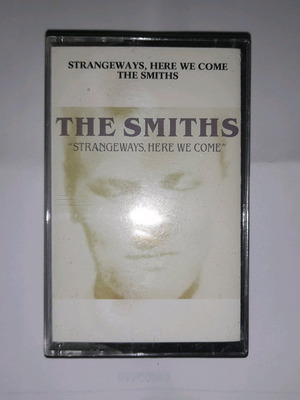 STRANGEWAYS, HERE WE COME
THE SMITHS
THE SMITHS
"STRANGEWAYS, HERE WE COME"